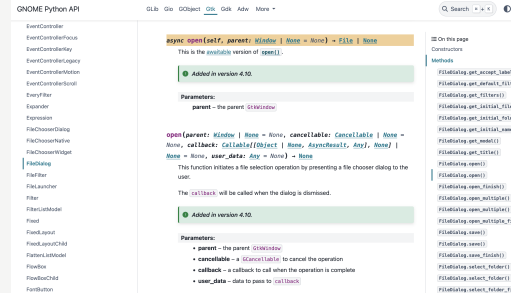 GNOME Python API
GLib Gio GObject Gtk Gdk Adw More
Search + K
EventController
EventControllerFocus
EventControllerKey
EventControllerLegacy
EventControllerMotion
EventControllerScroll
EveryFilter
Expander
Expression
FileChooserDialog
FileChooserNative
FileChooserWidget
FileDialog
FileFilter
FileLauncher
Filter
FilterListModel
Fixed
FixedLayout
FixedLayoutChild
FlattenListModel
FlowBox
FlowBoxChild
FontButton
async open(self, parent: Window | None = None) → File | None
This is the awaitable version of open().
Added in version 4.10.
Parameters:
parent – the parent GtkWindow
open(parent: Window | None = None, cancellable: Cancellable | None =
None, callback: Callable[[Object | None, AsyncResult, Any], None] |
None = None, user_data: Any = None) → None
This function initiates a file selection operation by presenting a file chooser dialog to the
user.
The callback will be called when the dialog is dismissed.
Added in version 4.10.
Parameters:
• parent – the parent GtkWindow
• cancellable – a GCancellable to cancel the operation
• callback – a callback to call when the operation is complete
• user_data – data to pass to callback
On this page
Constructors
Methods
FileDialog.get_accept_label
FileDialog.get_default_filt
FileDialog.get_filters()
FileDialog.get_initial_file
FileDialog.get_initial_fold
FileDialog.get_initial_name
FileDialog.get_modal()
FileDialog.get_title()
FileDialog.open()
FileDialog.open()
FileDialog.open_finish()
FileDialog.open_multiple()
FileDialog.open_multiple()
FileDialog.open_multiple_f
FileDialog.save()
FileDialog.save()
FileDialog.save_finish()
FileDialog.select_folder()
FileDialog.select_folder()